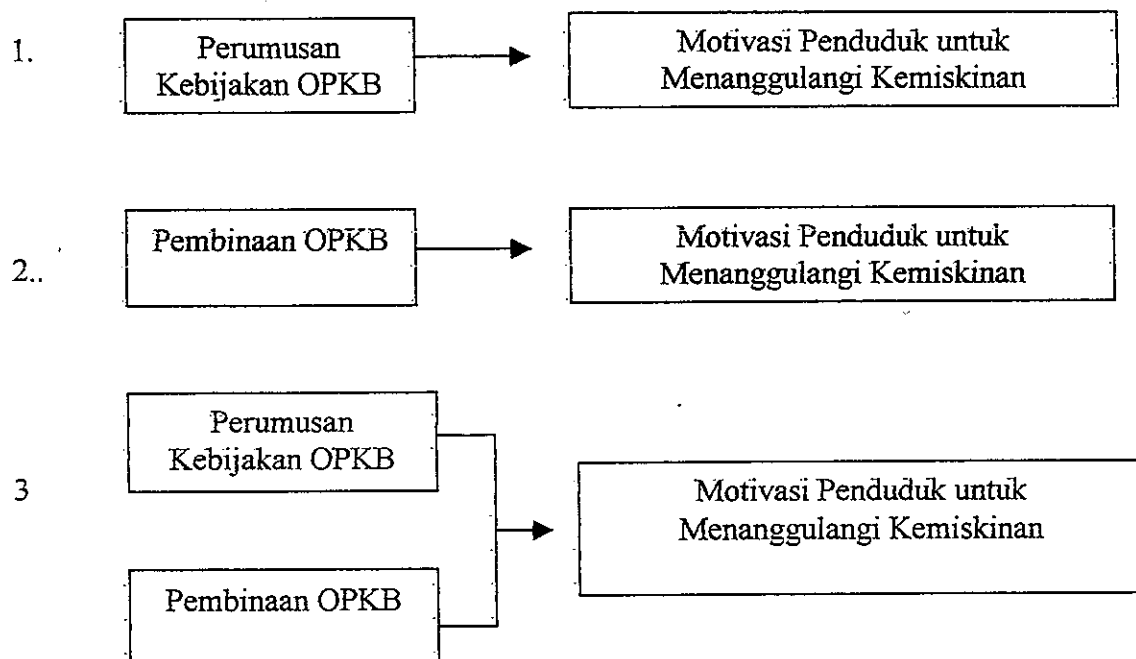 1.
Perumusan
Kebijakan OPKB
Motivasi Penduduk untuk
Menanggulangi Kemiskinan
2..
Pembinaan OPKB
Motivasi Penduduk untuk
Menanggulangi Kemiskinan
3
Perumusan
Kebijakan OPKB
Pembinaan OPKB
Motivasi Penduduk untuk
Menanggulangi Kemiskinan